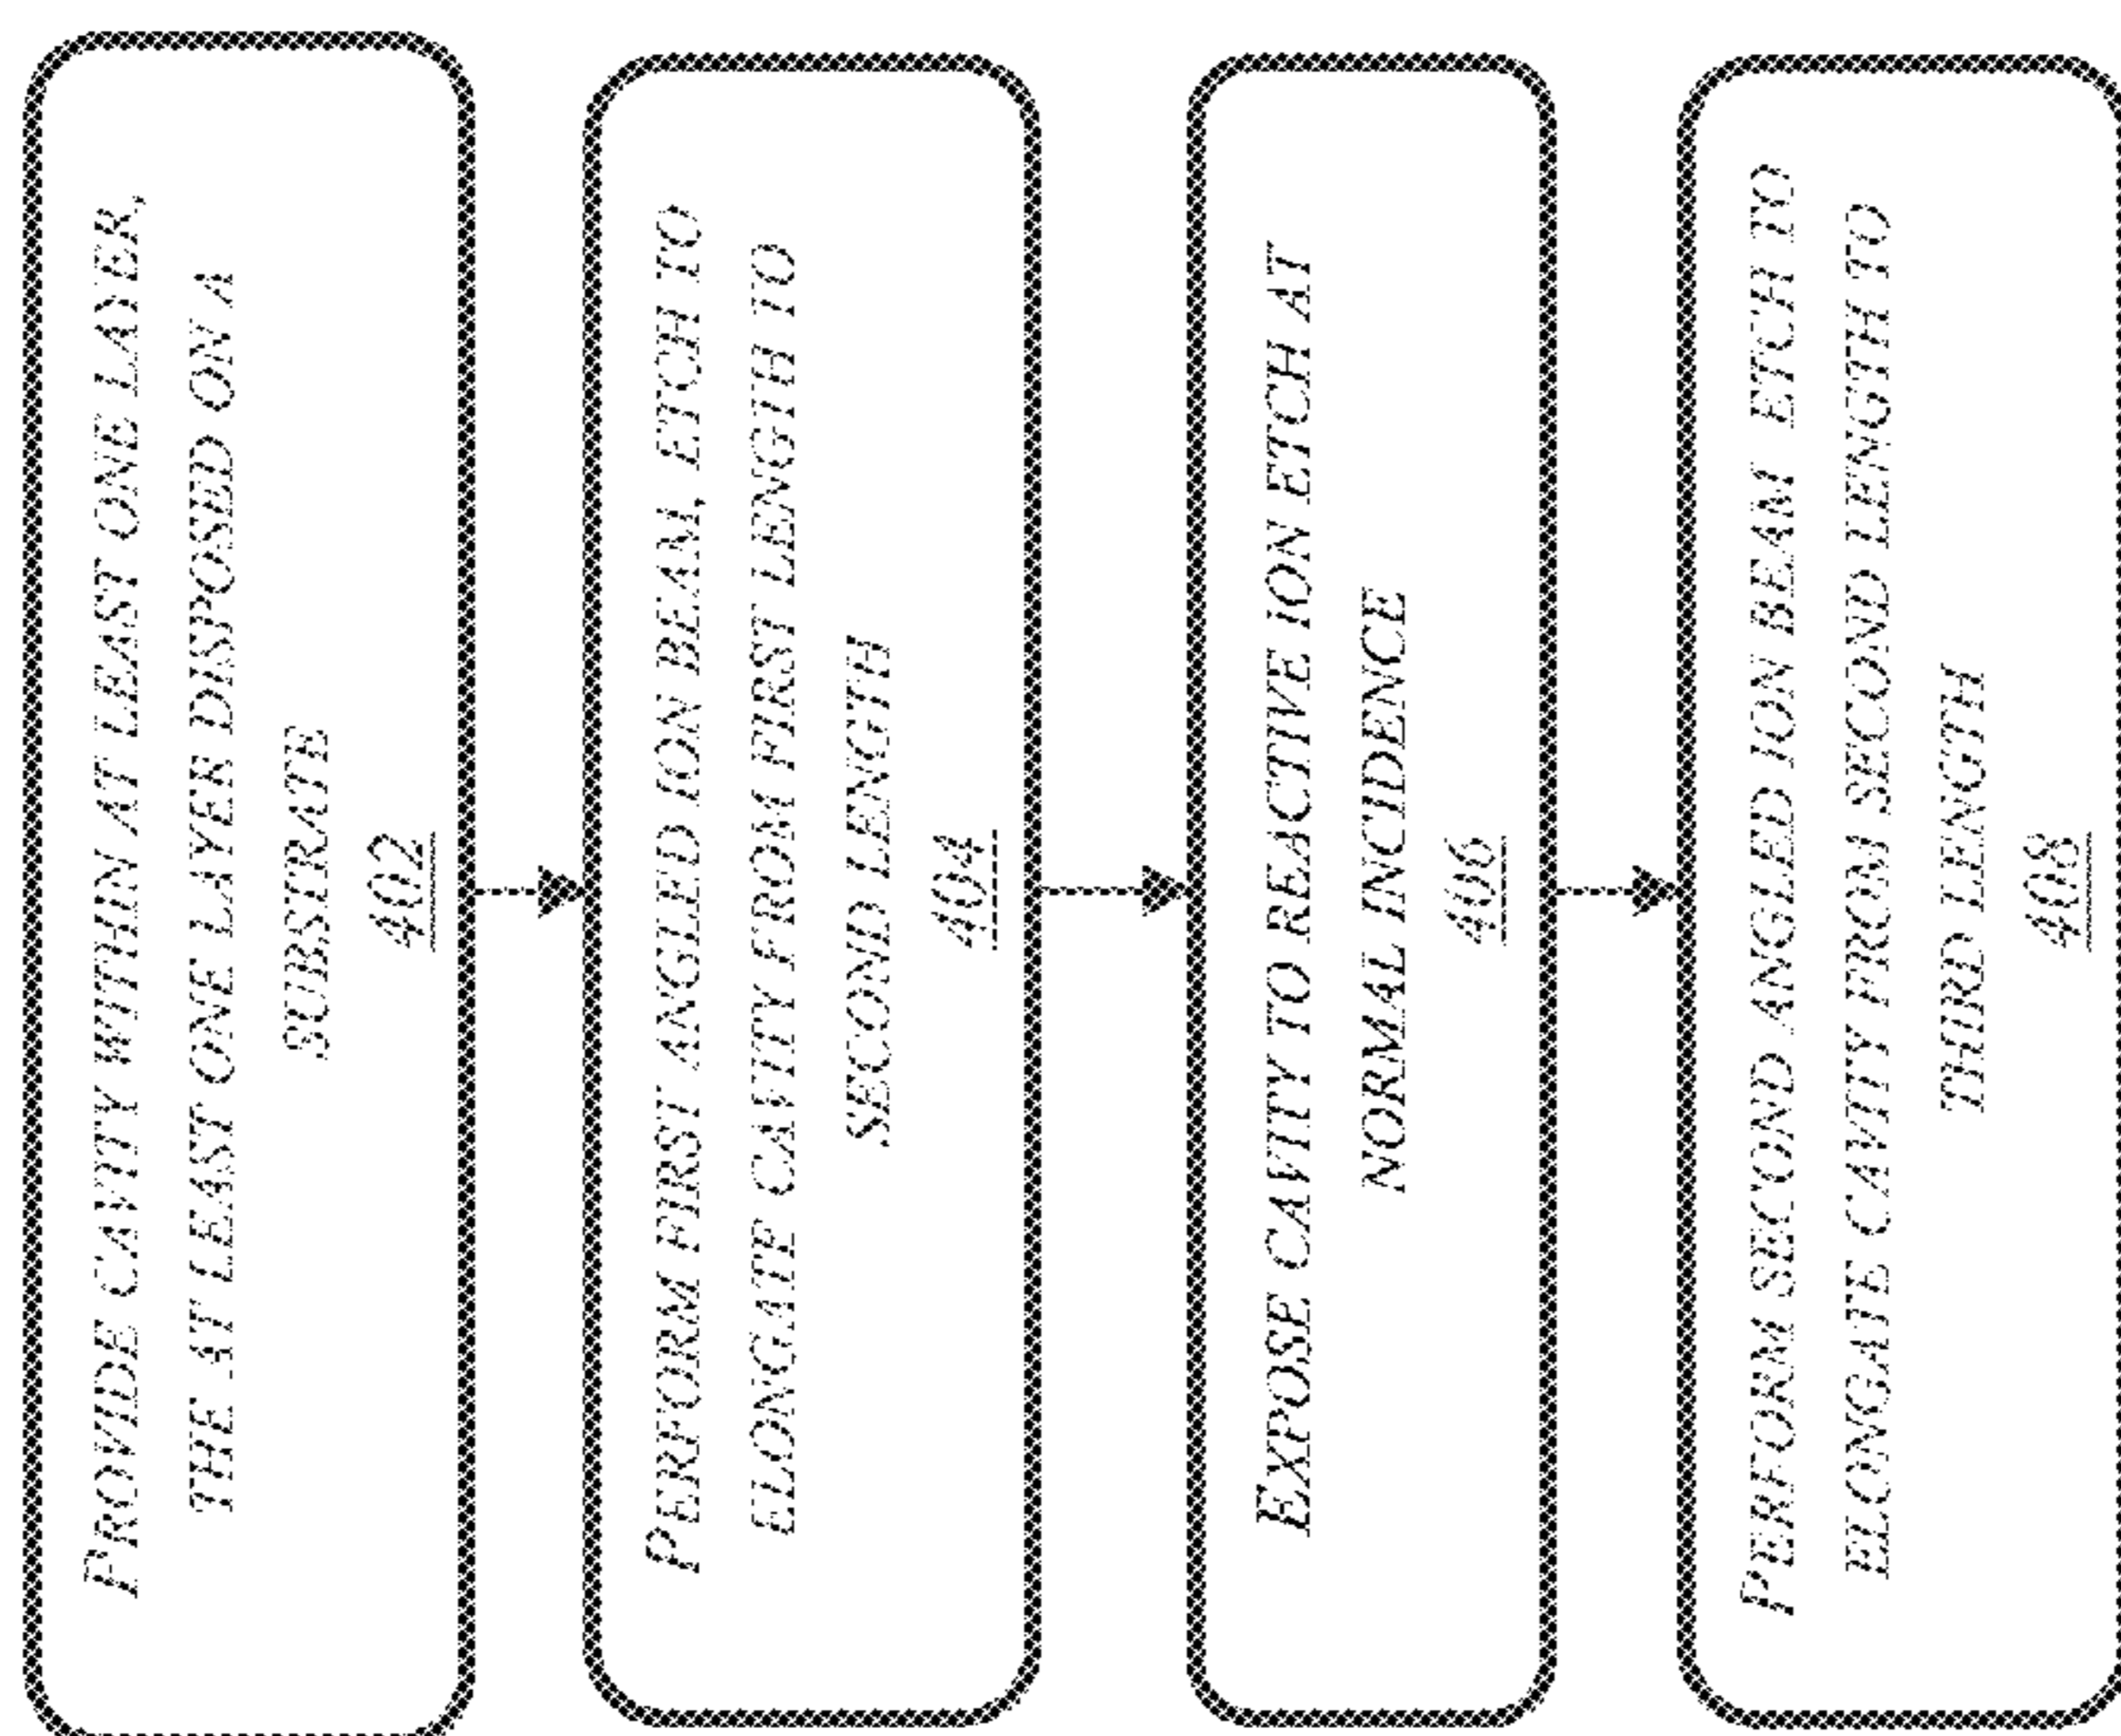 PROVIDE CAVITY WITHIN AT LEAST ONE LAYER,
THE AT LEAST ONE LAYER DISPOSED ON A
SUBSTRATE
402
PERFORM FIRST ANGLED ION BEAM, ETCH TO
ELONGATE CAVITY FROM FIRST LENGTH TO
SECOND LENGTH
404
EXPOSE CAVITY TO REACTIVE ION ETCH AT
NORMAL INCIDENCE
406
PERFORM SECOND ANGLED ION BEAM ETCH TO
ELONGATE CAVITY FROM SECOND LENGTH TO
THIRD LENGTH
408